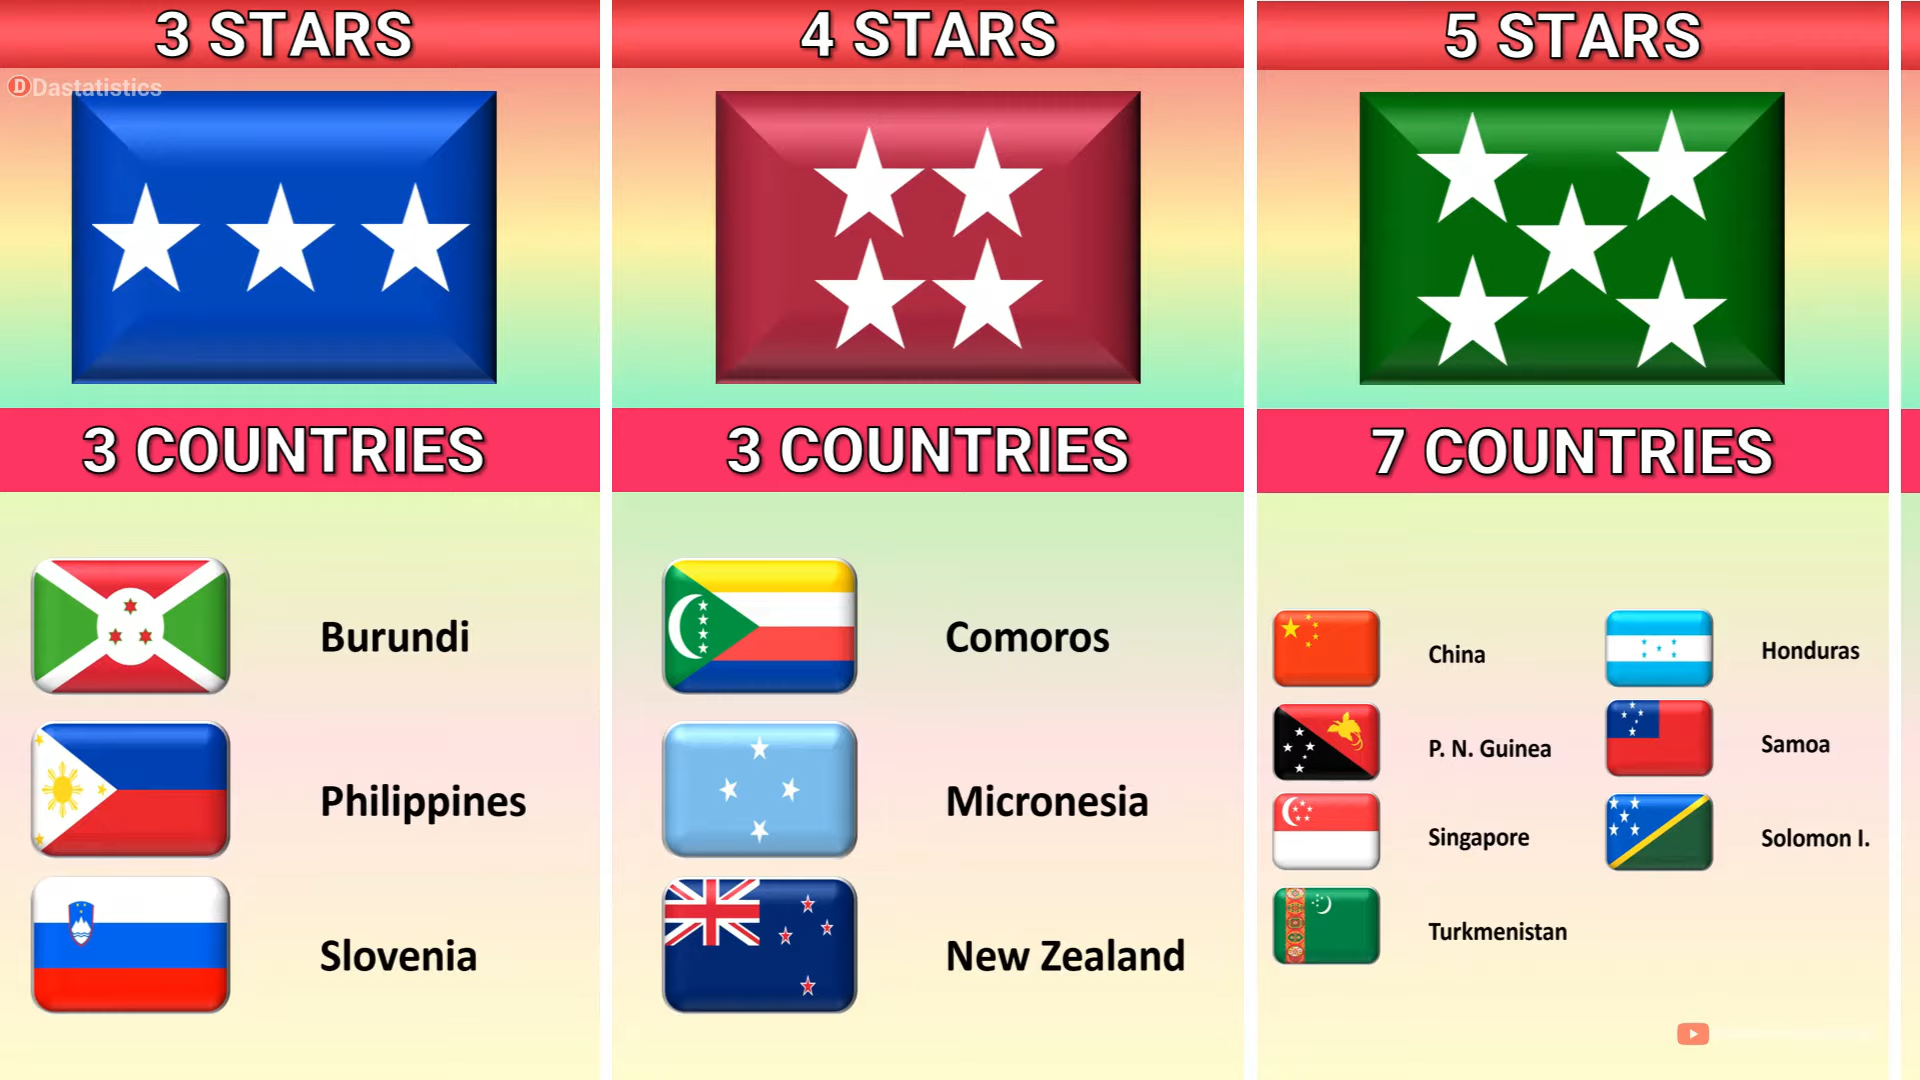 3 STARS
4 STARS
5 STARS
D Dastatistics
3 COUNTRIES
3 COUNTRIES
7 COUNTRIES
Burundi
Philippines
Slovenia
Comoros
Micronesia
New Zealand
China
Honduras
P. N. Guinea
Samoa
Singapore
Solomon I.
Turkmenistan